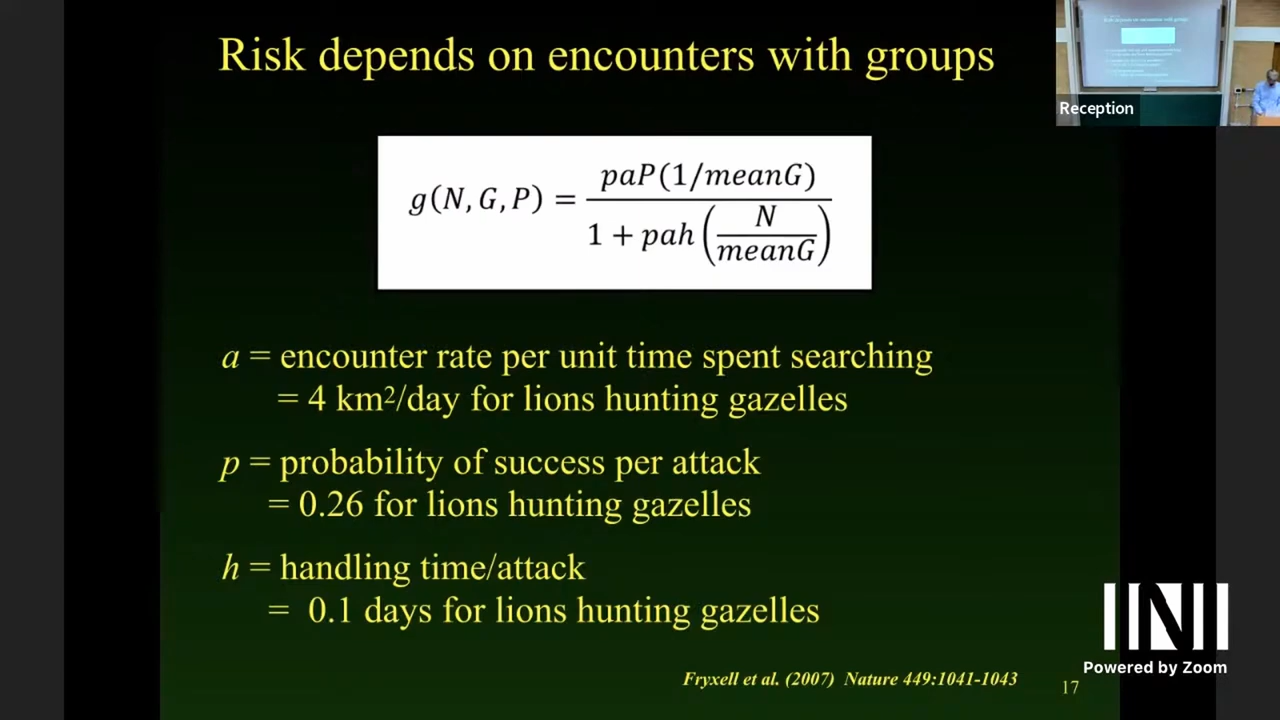 Risk depends on encounters with groups
Reception
g(N, G, P) = paP(1/meanG) / 1 + pah (N / meanG)
a = encounter rate per unit time spent searching
= 4 km²/day for lions hunting gazelles
p = probability of success per attack
= 0.26 for lions hunting gazelles
h = handling time/attack
= 0.1 days for lions hunting gazelles
Fryxell et al. (2007) Nature 449:1041-1043
17
INI
Powered by Zoom